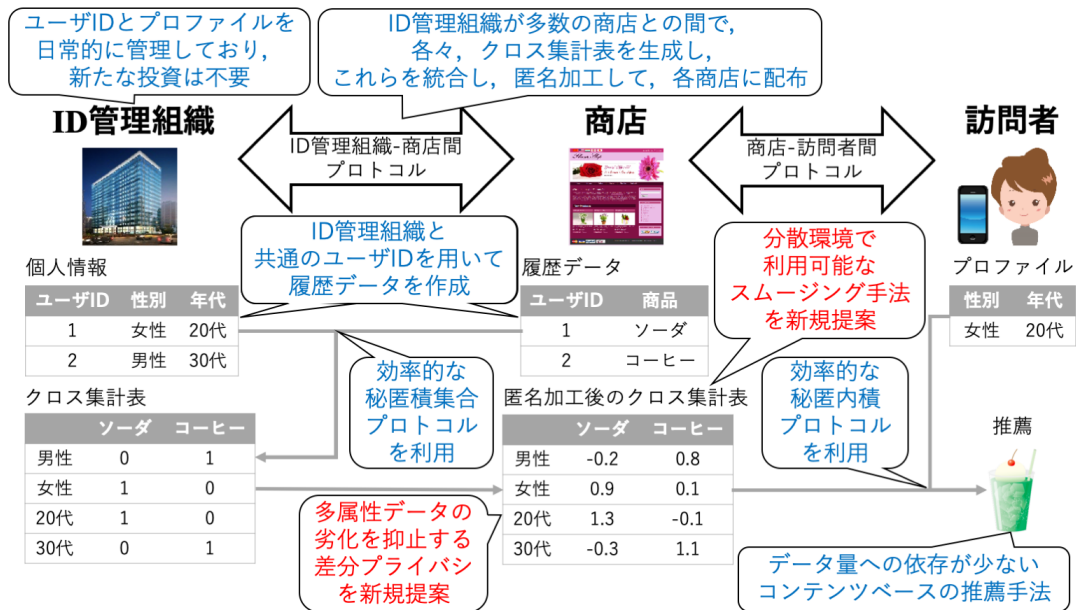 ユーザIDとプロファイルを
日常的に管理しており，
新たな投資は不要
ID管理組織が多数の商店との間で，
各々，クロス集計表を生成し，
これらを統合し，匿名加工して，各商店に配布
ID管理組織
商店
訪問者
ID管理組織-商店間
プロトコル
商店-訪問者間
プロトコル
ID管理組織と
共通のユーザIDを用いて
履歴データを作成
分散環境で
利用可能な
スムージング手法
を新規提案
個人情報
ユーザID 性別 年代
1 女性 20代
2 男性 30代
履歴データ
ユーザID 商品
1 ソーダ
2 コーヒー
プロファイル
性別 年代
女性 20代
効率的な
秘匿積集合
プロトコル
を利用
効率的な
秘匿内積
プロトコル
を利用
クロス集計表
ソーダ コーヒー
男性 0 1
女性 1 0
20代 1 0
30代 0 1
匿名加工後のクロス集計表
ソーダ コーヒー
男性 -0.2 0.8
女性 0.9 0.1
20代 1.3 -0.1
30代 -0.3 1.1
推薦
多属性データの
劣化を抑止する
差分プライバシ
を新規提案
データ量への依存が少ない
コンテンツベースの推薦手法